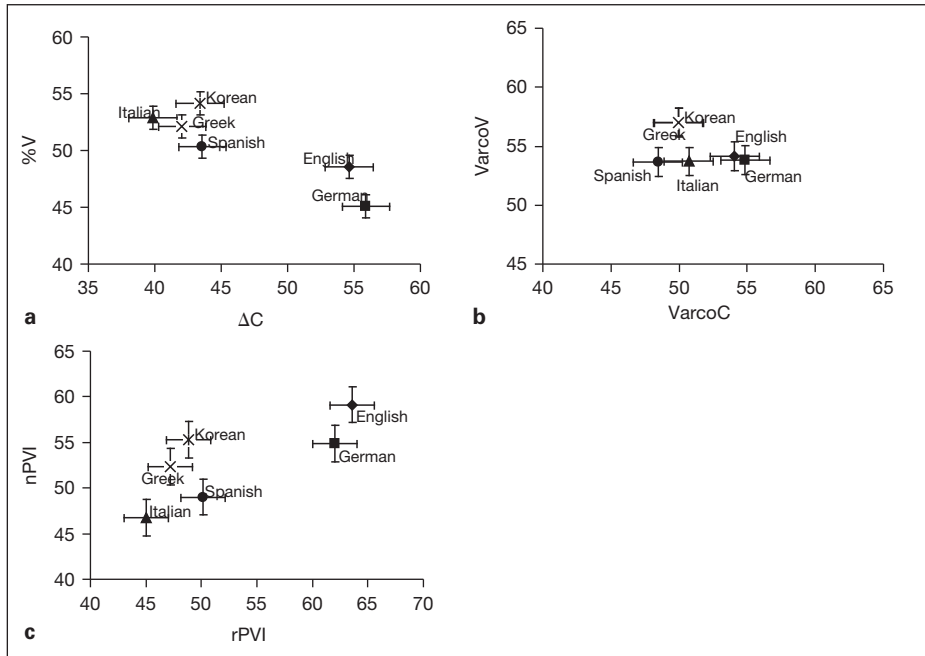 60
55
50
45
40
%V
35 40 45 50 55 60
ΔC
a
Italian
Korean
Greek
Spanish
English
German
65
60
55
50
45
VarcoV
40 45 50 55 60 65
VarcoC
b
Korean
Greek
English
Spanish
Italian
German
65
60
55
50
45
40
nPVI
40 45 50 55 60 65 70
rPVI
c
English
Korean
German
Greek
Spanish
Italian